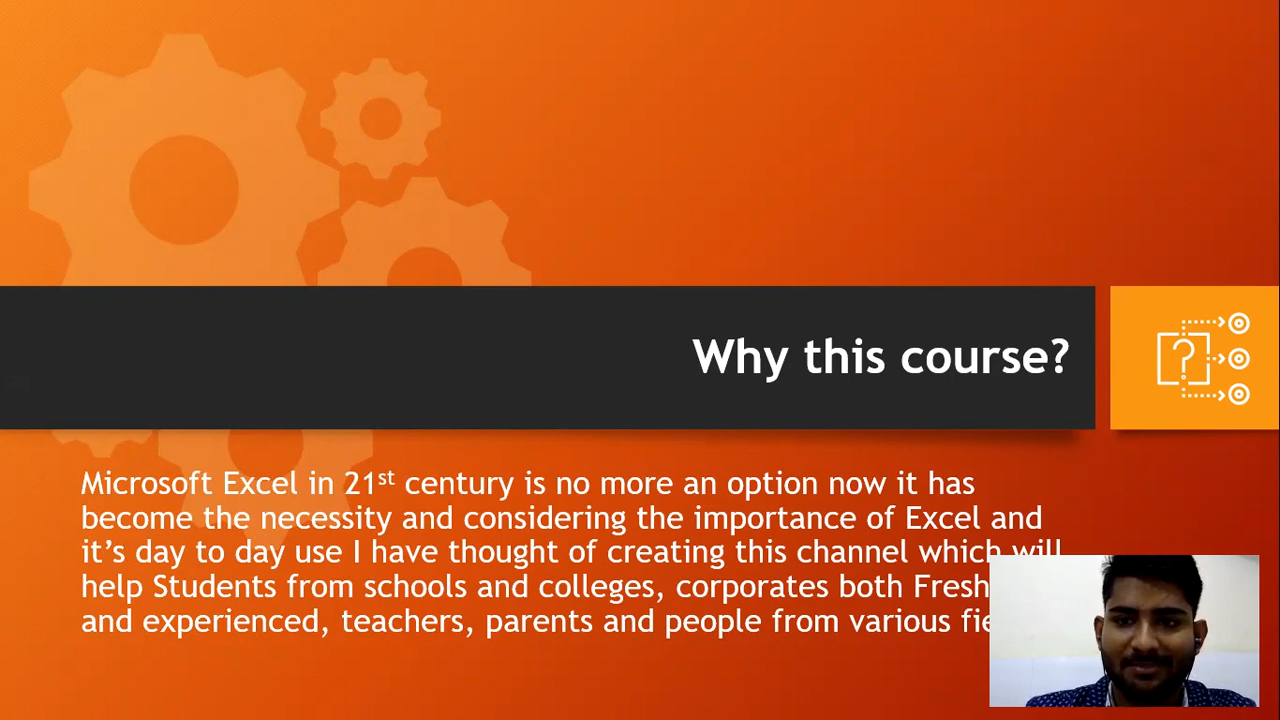 Why this course?
Microsoft Excel in 21st century is no more an option now it has
become the necessity and considering the importance of Excel and
it’s day to day use I have thought of creating this channel which will
help Students from schools and colleges, corporates both
and experienced, teachers, parents and people from various